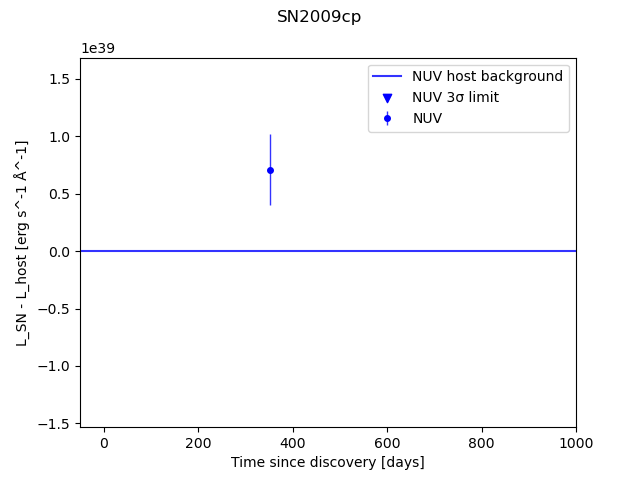 SN2009cp
1e39
1.5
1.0
0.5
0.0
−0.5
−1.0
−1.5
L_SN - L_host [erg s^-1 Å^-1]
NUV host background
NUV 3σ limit
NUV
0 200 400 600 800 1000
Time since discovery [days]